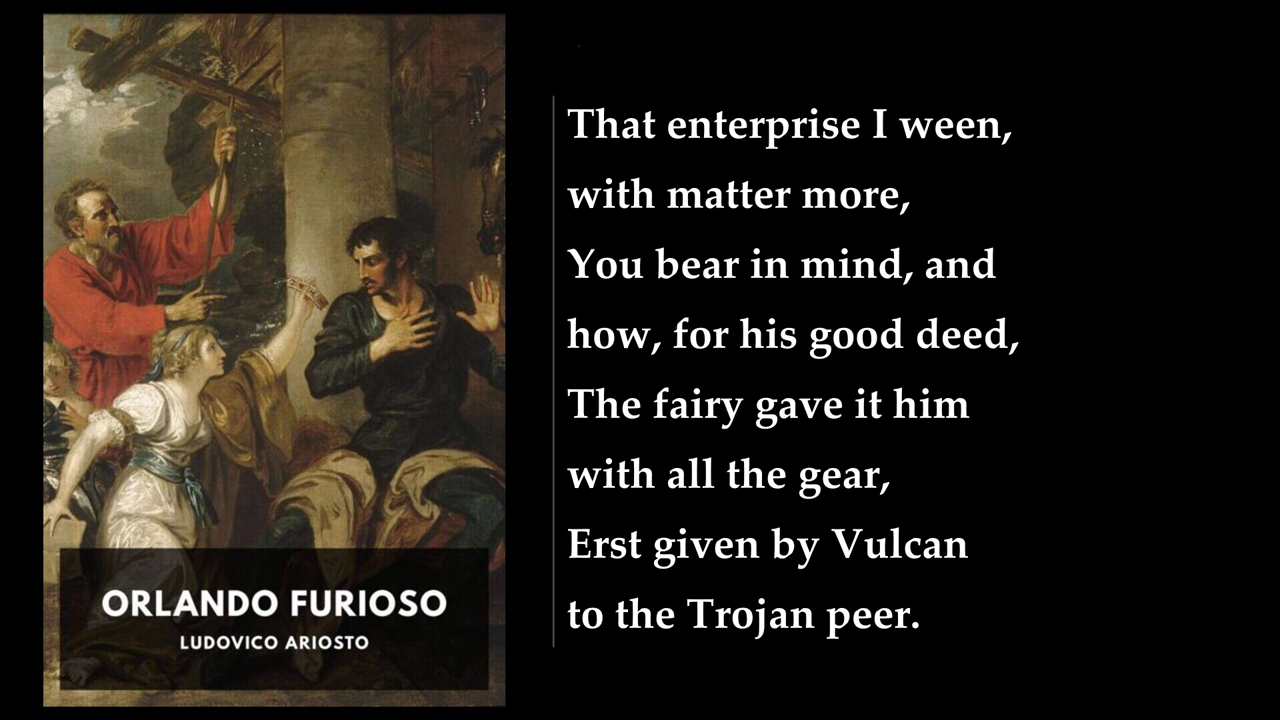 ORLANDO FURIOSO
LUDOVICO ARIOSTO
That enterprise I ween,
with matter more,
You bear in mind, and
how, for his good deed,
The fairy gave it him
with all the gear,
Erst given by Vulcan
to the Trojan peer.